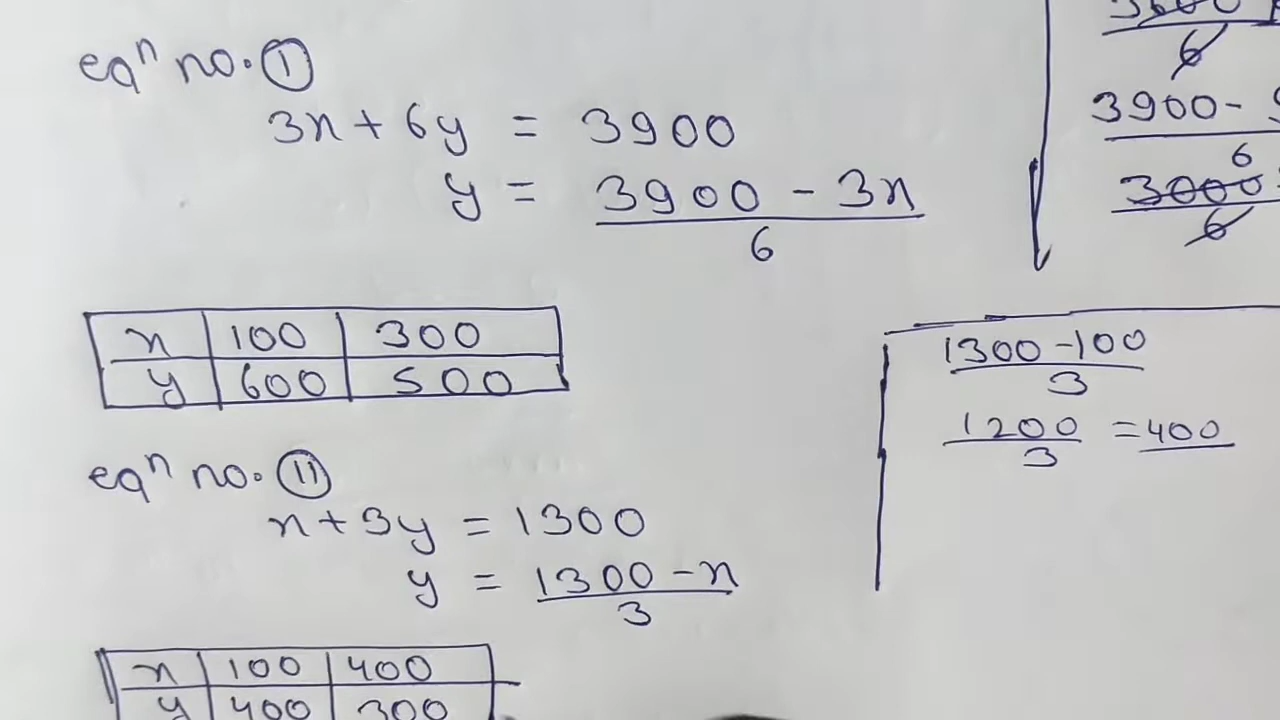 eqⁿ no. ①
3x + 6y = 3900
y = 3900 - 3x
6
x 100 300
y 600 500
eqⁿ no. ⑪
x + 3y = 1300
y = 1300 - x
3
x 100 400
y 400 300
6
3900 -
6
3000
6
1300 - 100
3
1200 = 400
3